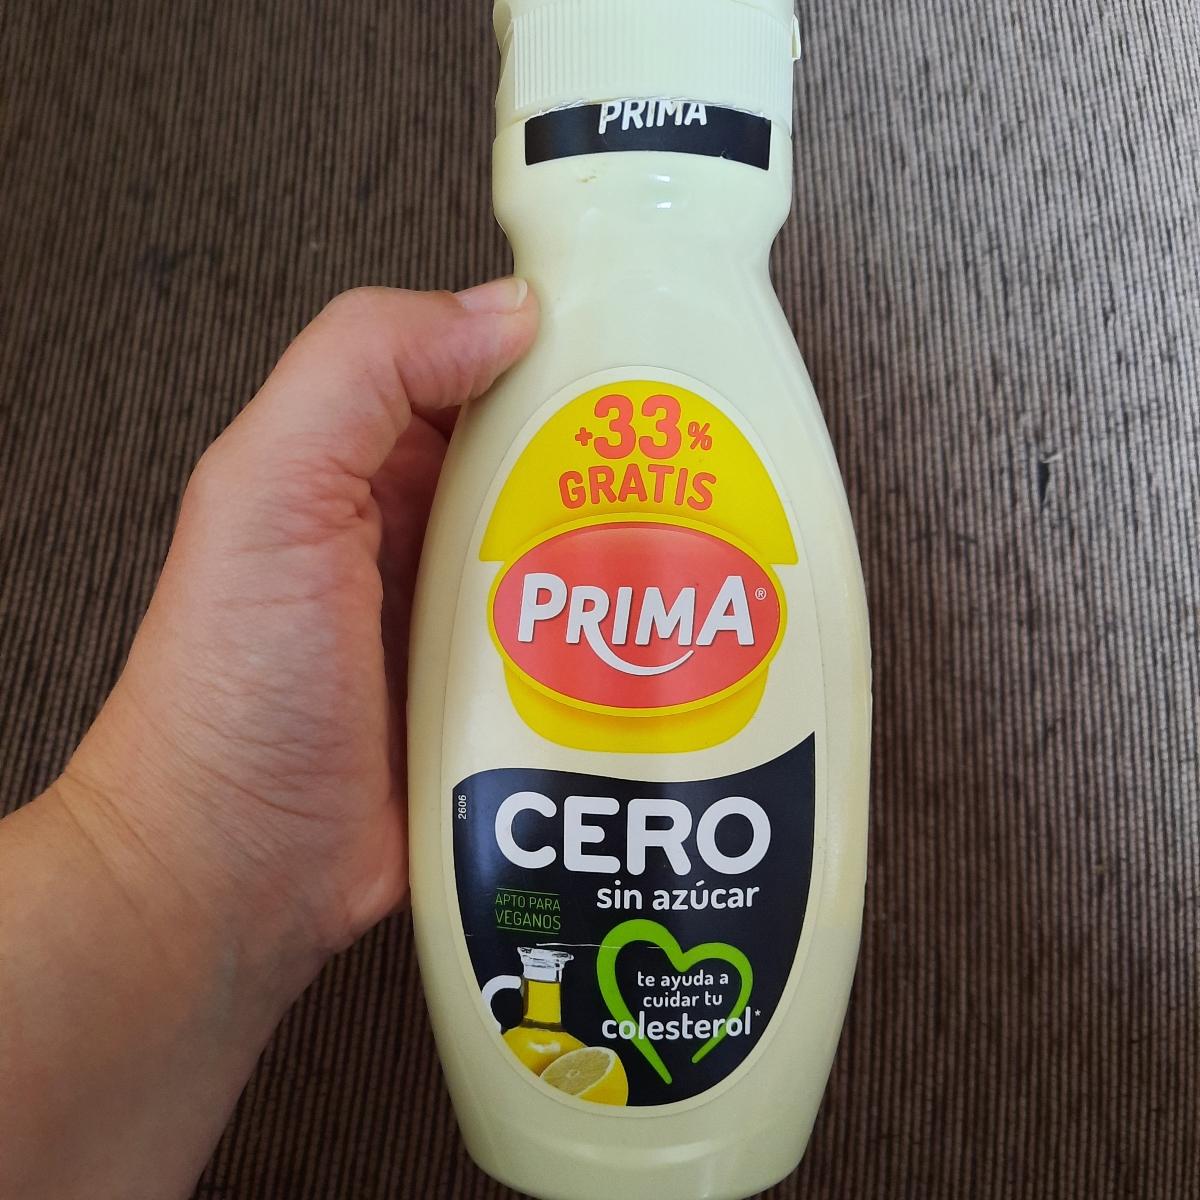 PRIMA
+33%
GRATIS
PRIMA®
2606
CERO
sin azúcar
APTO PARA
VEGANOS
te ayuda a
cuidar tu
colesterol*